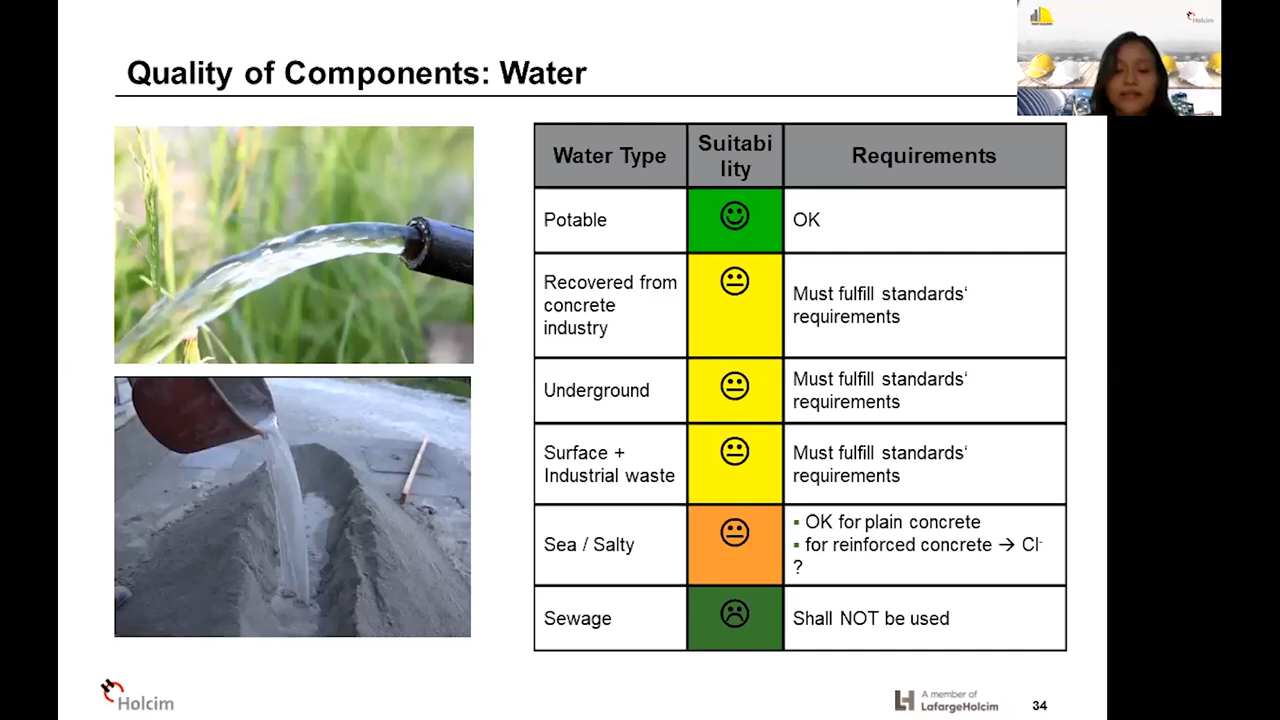 Holcim
Quality of Components: Water
Water Type
Suitabi
lity
Requirements
Potable
OK
Recovered from
concrete
industry
Must fulfill standards‘
requirements
Underground
Must fulfill standards‘
requirements
Surface +
Industrial waste
Must fulfill standards‘
requirements
Sea / Salty
▪ OK for plain concrete
▪ for reinforced concrete → Cl⁻
?
Sewage
Shall NOT be used
Holcim
A member of
LafargeHolcim
34